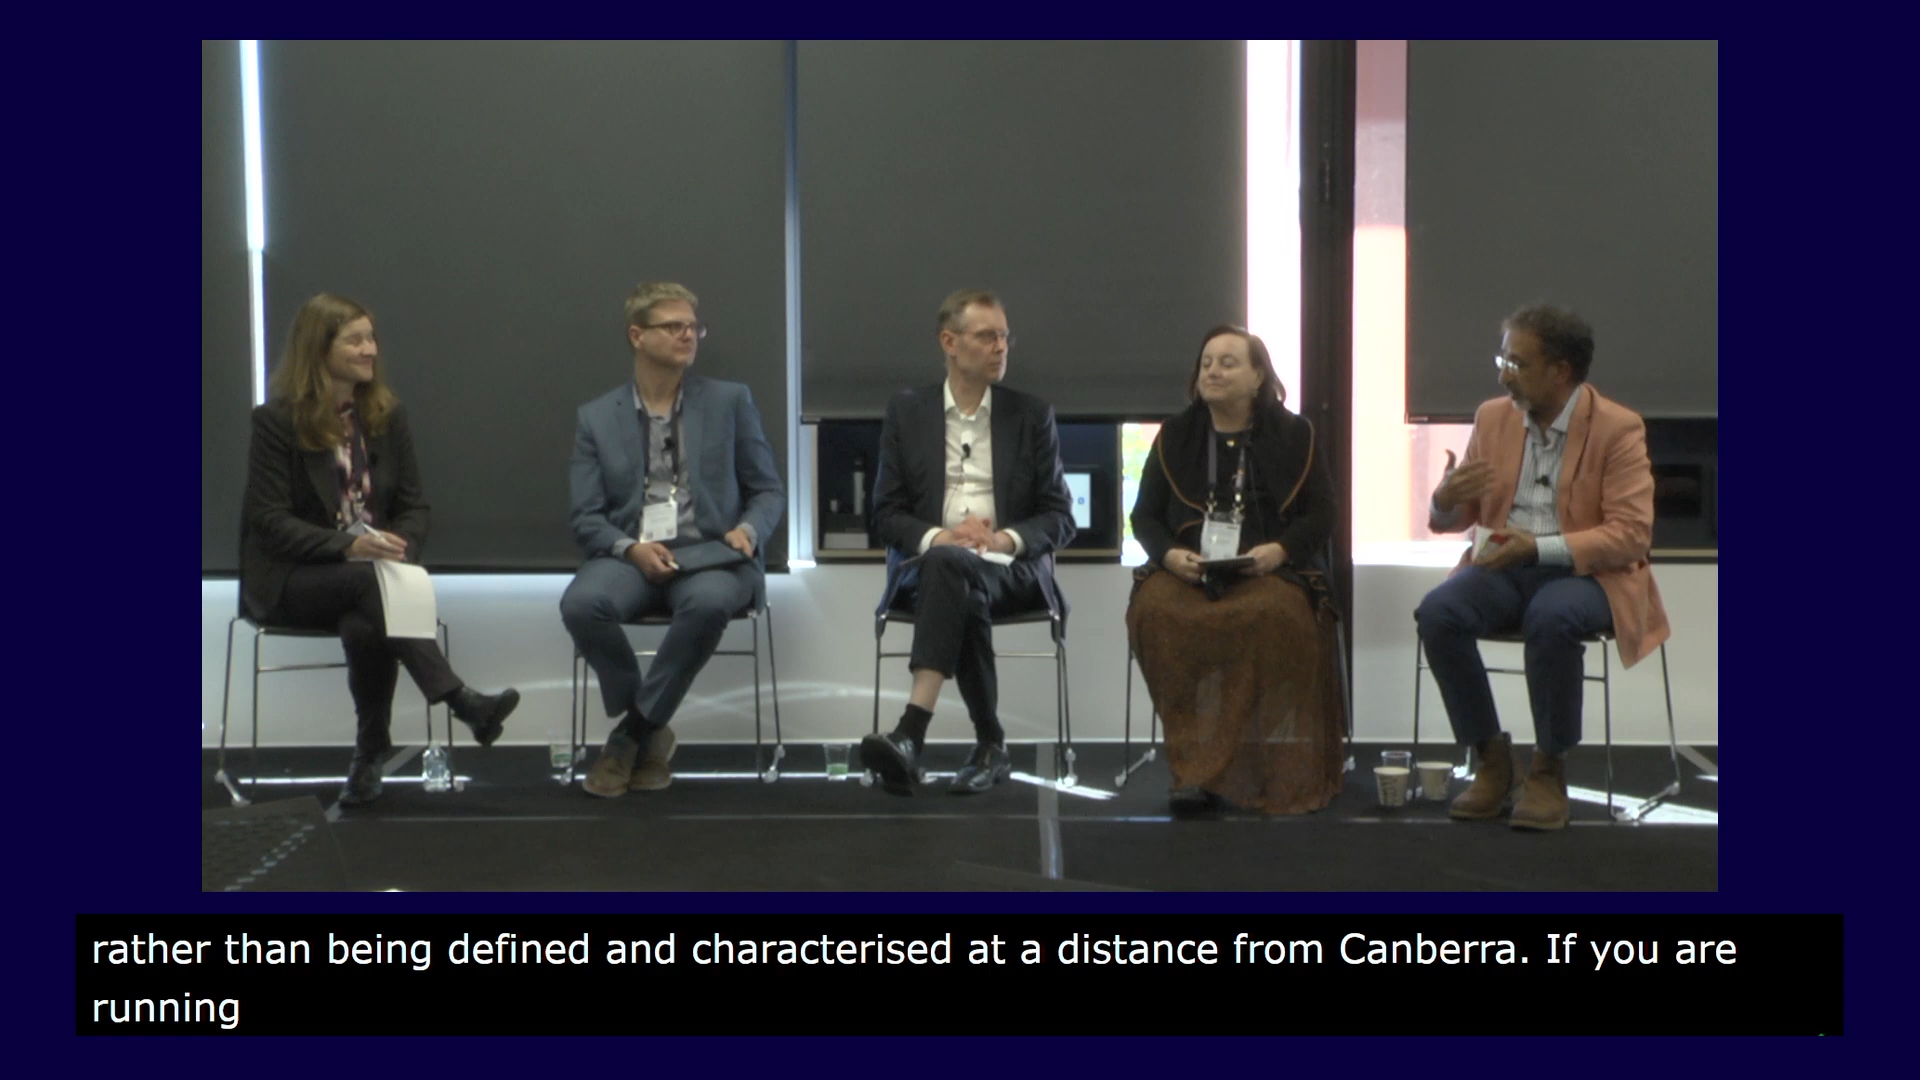 rather than being defined and characterised at a distance from Canberra. If you are
running